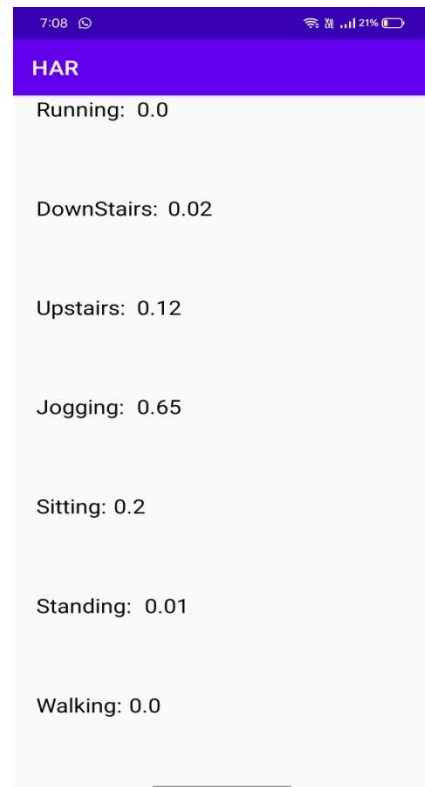 7:08 21%
HAR
Running: 0.0
DownStairs: 0.02
Upstairs: 0.12
Jogging: 0.65
Sitting: 0.2
Standing: 0.01
Walking: 0.0